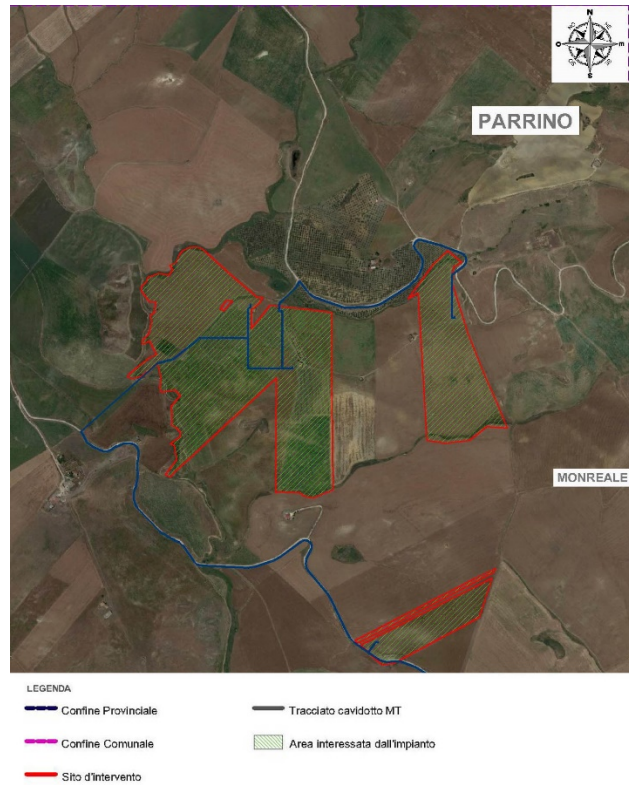 N
O
S
PARRINO
MONREALE
LEGENDA
Confine Provinciale
Tracciato cavidotto MT
Confine Comunale
Area interessata dall'impianto
Sito d'intervento